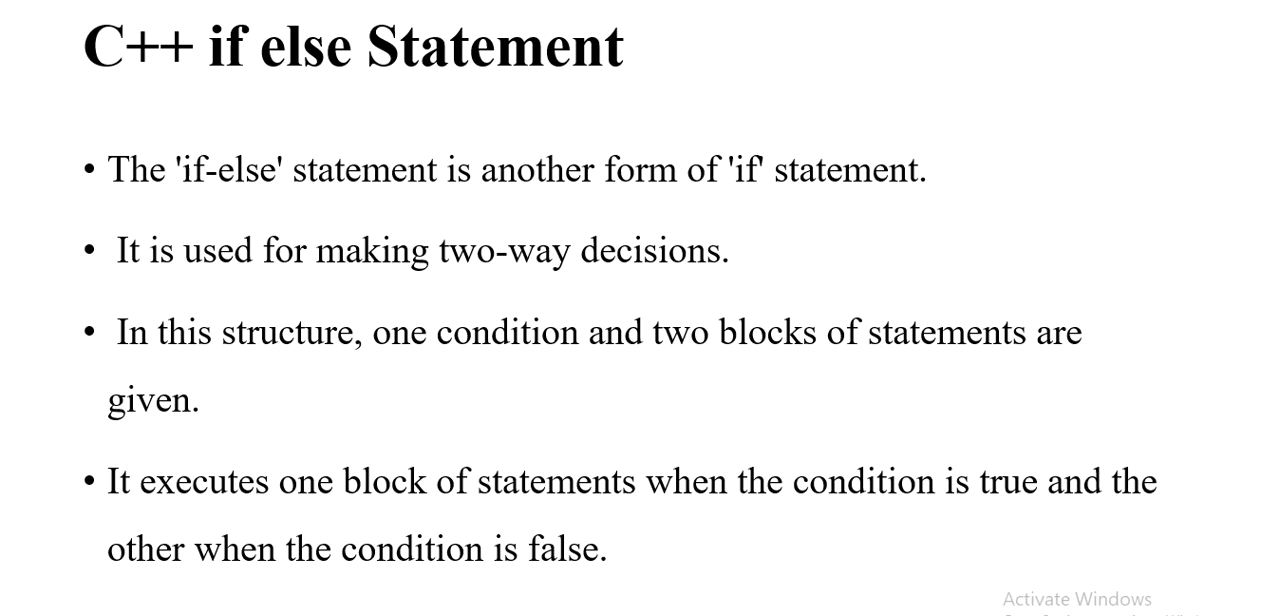 C++ if else Statement
• The 'if-else' statement is another form of 'if' statement.
• It is used for making two-way decisions.
• In this structure, one condition and two blocks of statements are
given.
• It executes one block of statements when the condition is true and the
other when the condition is false.
Activate Windows